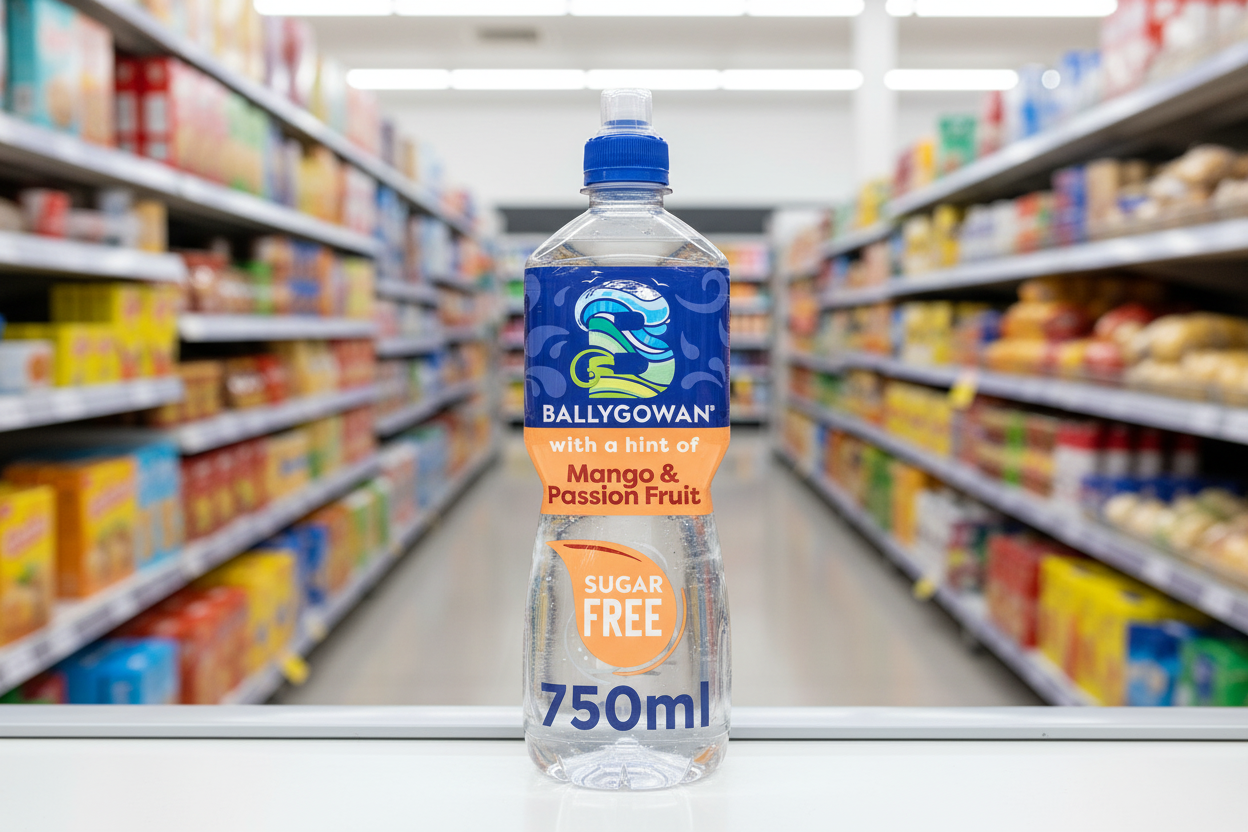 BALLYGOWAN®
with a hint of
Mango &
Passion Fruit
SUGAR
FREE
750ml